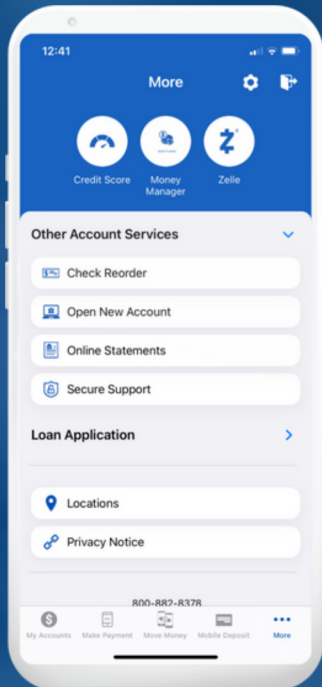 12:41
More
Credit Score
Money
Manager
Zelle
Other Account Services
Check Reorder
Open New Account
Online Statements
Secure Support
Loan Application
Locations
Privacy Notice
800-882-8378
My Accounts
Make Payment
Move Money
Mobile Deposit
More